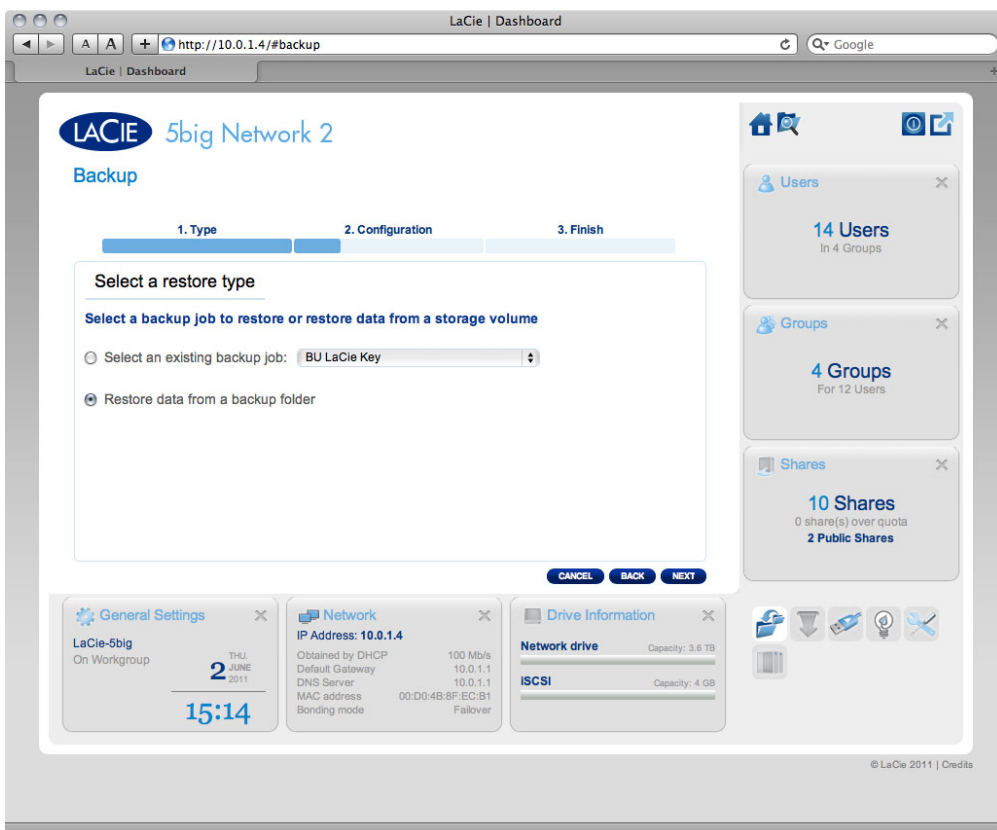 LaCie | Dashboard
A A + http://10.0.1.4/#backup
Google
LaCie | Dashboard
LACIE 5big Network 2
Backup
1. Type 2. Configuration 3. Finish
Select a restore type
Select a backup job to restore or restore data from a storage volume
Select an existing backup job: BU LaCie Key
Restore data from a backup folder
CANCEL BACK NEXT
Users
14 Users
In 4 Groups
Groups
4 Groups
For 12 Users
Shares
10 Shares
0 share(s) over quota
2 Public Shares
General Settings
LaCie-5big
On Workgroup
THU.
2 JUNE
2011
15:14
Network
IP Address: 10.0.1.4
Obtained by DHCP 100 Mb/s
Default Gateway 10.0.1.1
DNS Server 10.0.1.1
MAC address 00:D0:4B:8F:EC:B1
Bonding mode Failover
Drive Information
Network drive Capacity: 3.6 TB
iSCSI Capacity: 4 GB
© LaCie 2011 | Credits